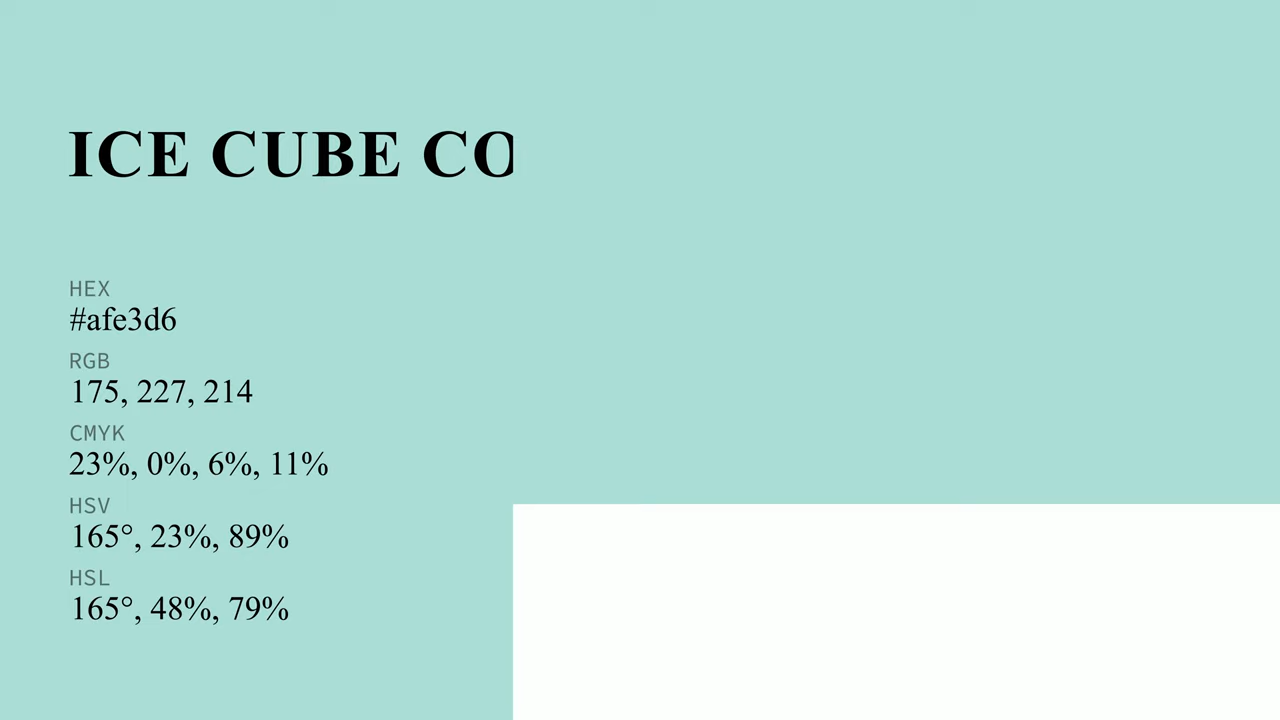 ICE CUBE CO
HEX
#afe3d6
RGB
175, 227, 214
CMYK
23%, 0%, 6%, 11%
HSV
165°, 23%, 89%
HSL
165°, 48%, 79%